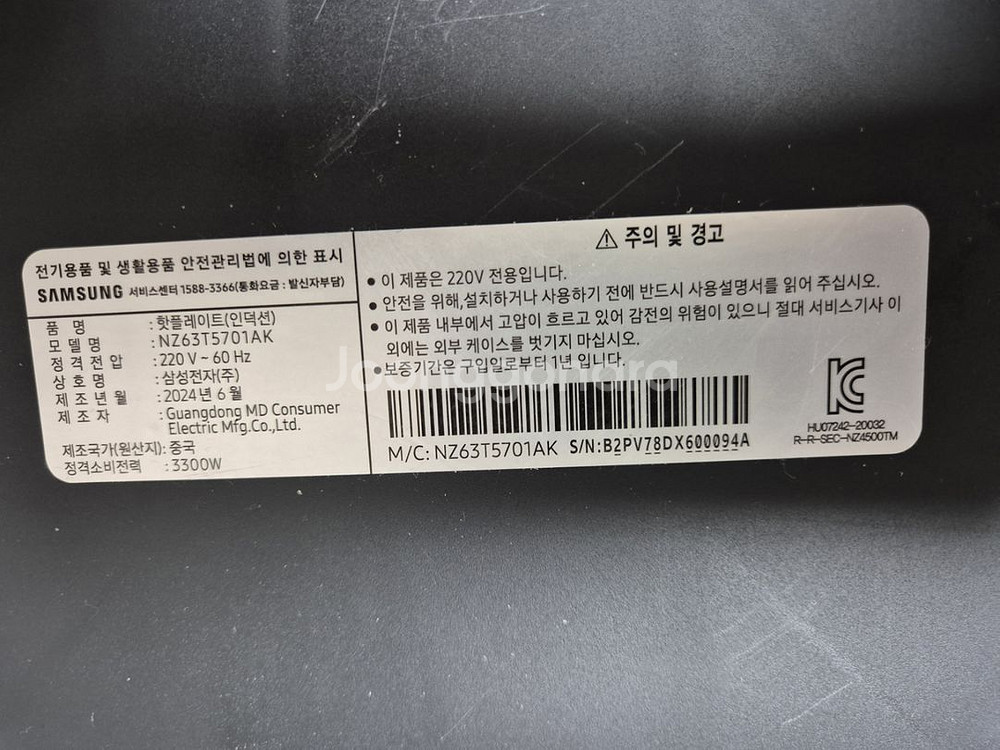 전기용품 및 생활용품 안전관리법에 의한 표시
SAMSUNG 서비스센터 1588-3366(통화요금 : 발신자부담)
품 명 : 핫플레이트(인덕션)
모 델 명 : NZ63T5701AK
정 격 전 압 : 220 V ~ 60 Hz
상 호 명 : 삼성전자(주)
제 조 년 월 : 2024년 6 월
제 조 자 : Guangdong MD Consumer
Electric Mfg.Co.,Ltd.
제조국가(원산지): 중국
정격소비전력 : 3300W
⚠ 주의 및 경고
• 이 제품은 220V 전용입니다.
• 안전을 위해,설치하거나 사용하기 전에 반드시 사용설명서를 읽어 주십시오.
• 이 제품 내부에서 고압이 흐르고 있어 감전의 위험이 있으니 절대 서비스기사 이
외에는 외부 케이스를 벗기지 마십시오.
•보증기간은 구입일로부터 1년 입니다.
Joonggonara
M/C: NZ63T5701AK S/N:B2PV78DX600094A
HU07242-20032
R-R-SEC-NZ4500TM